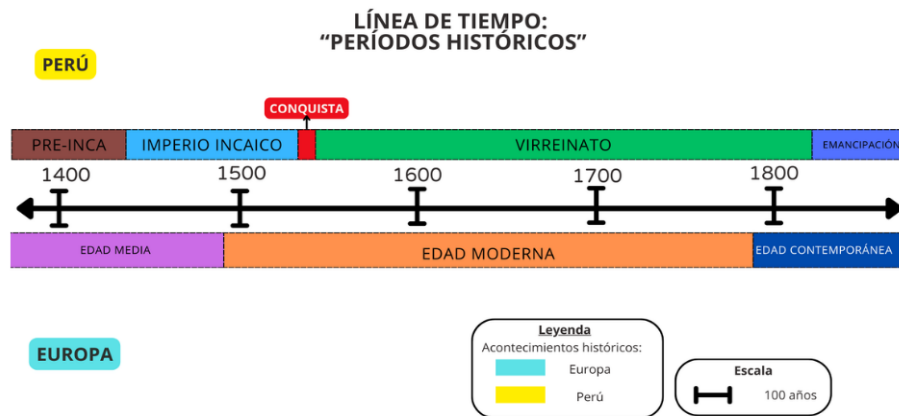 LÍNEA DE TIEMPO:
“PERÍODOS HISTÓRICOS”
PERÚ
CONQUISTA
PRE-INCA
IMPERIO INCAICO
VIRREINATO
EMANCIPACIÓN
1400
1500
1600
1700
1800
EDAD MEDIA
EDAD MODERNA
EDAD CONTEMPORÁNEA
EUROPA
Leyenda
Acontecimientos históricos:
Europa
Perú
Escala
100 años